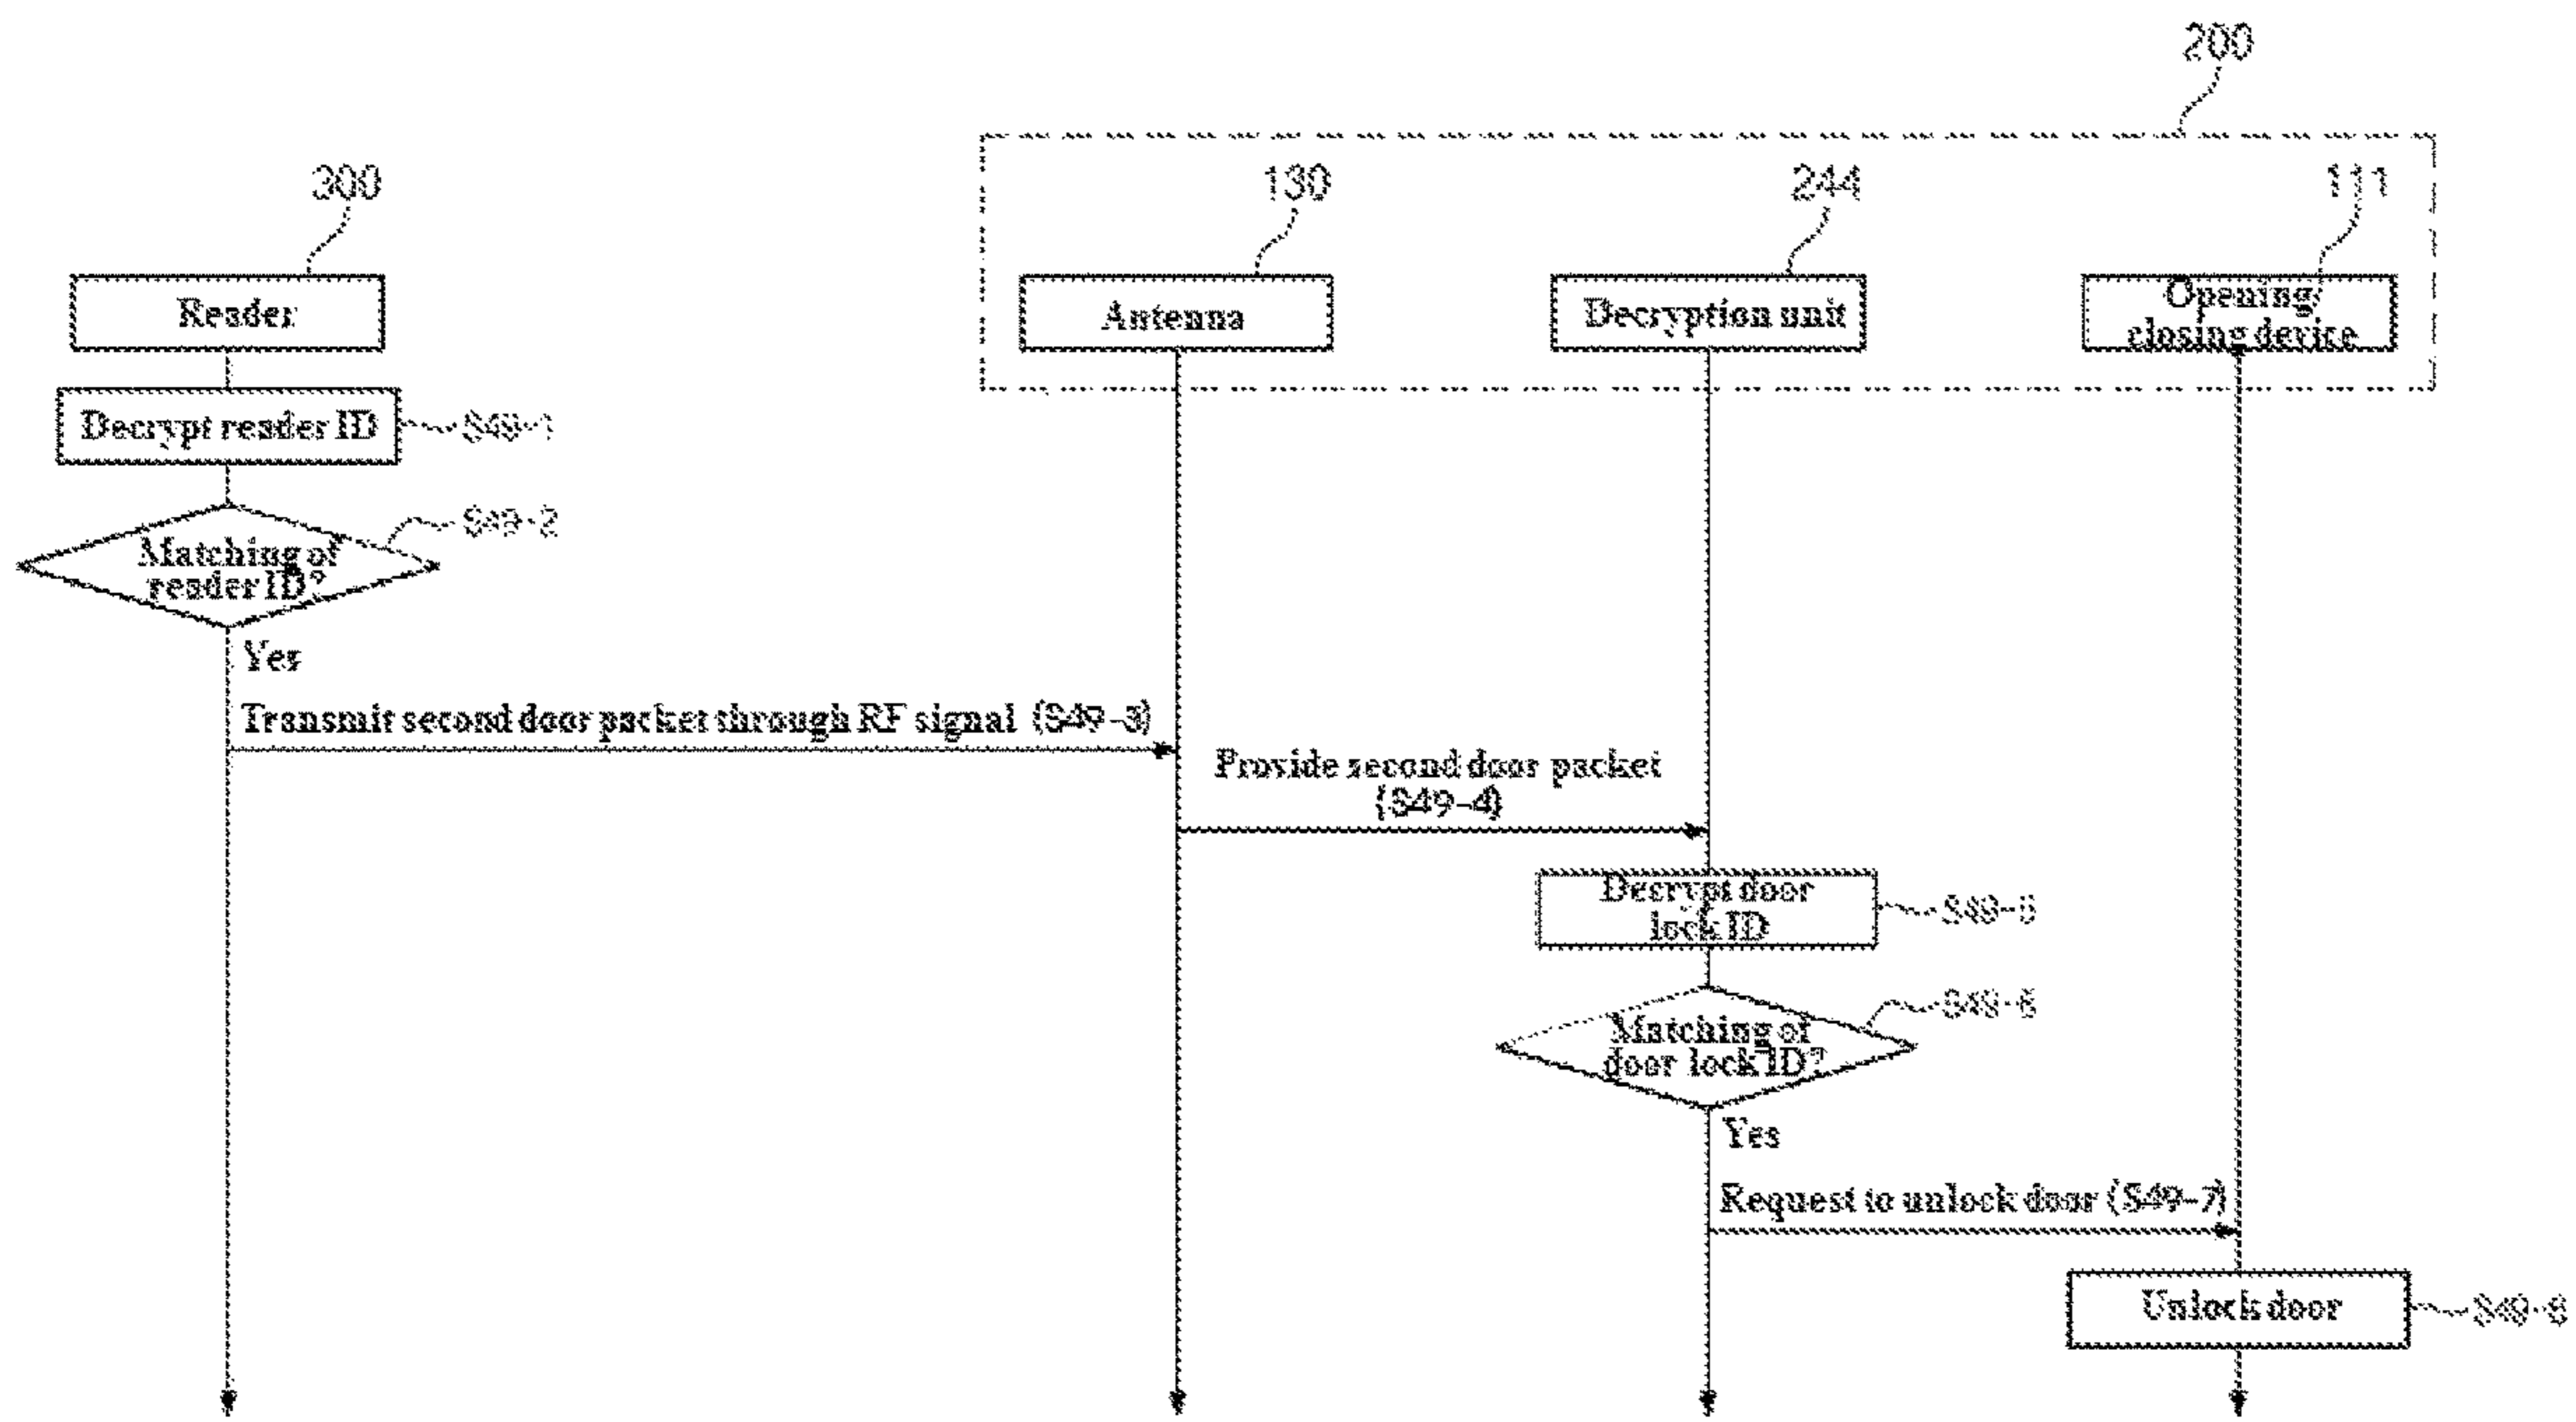 200
300
130
244
111
Reader
Antenna
Decryption unit
Opening
closing device
Decrypt reader ID
S49-1
Matching of
reader ID?
S49-2
Yes
Transmit second door packet through RF signal (S49-3)
Provide second door packet
(S49-4)
Decrypt door
lock ID
S49-5
Matching of
door lock ID?
S49-6
Yes
Request to unlock door (S49-7)
Unlock door
S49-8